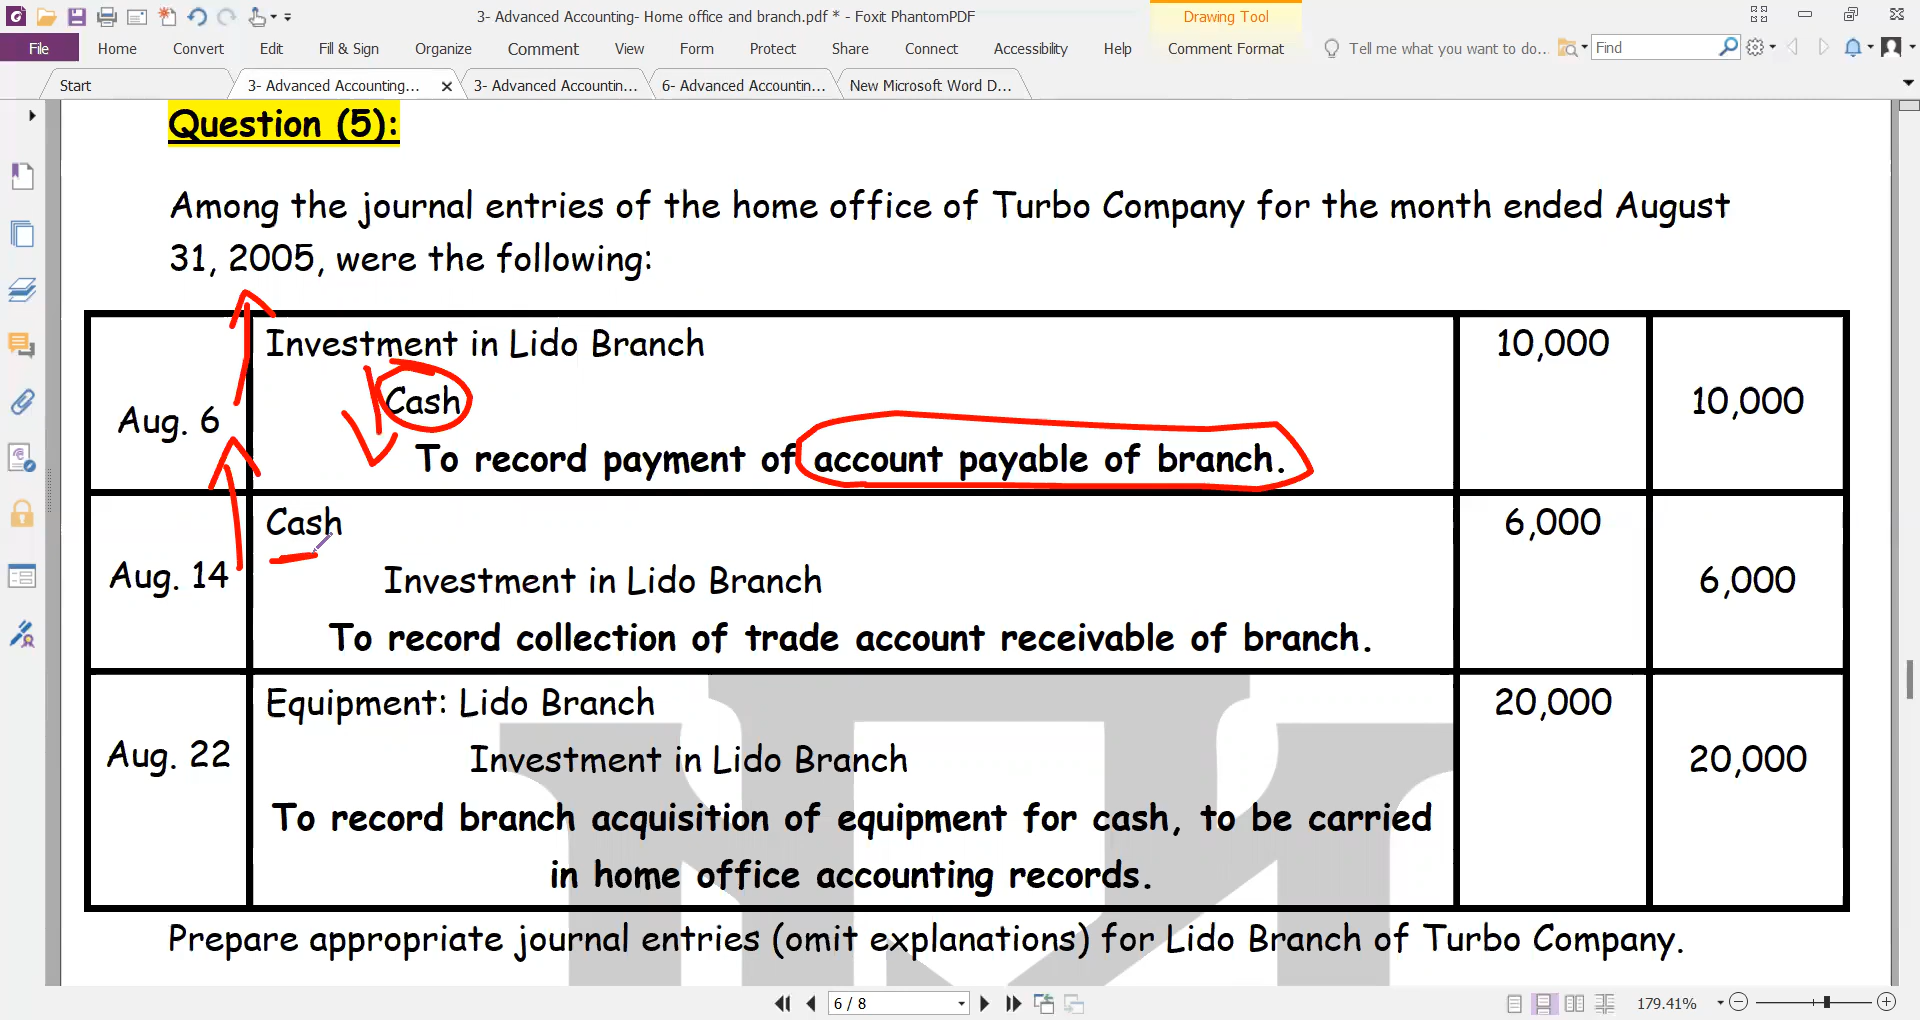 3- Advanced Accounting- Home office and branch.pdf * - Foxit PhantomPDF
Drawing Tool
File Home Convert Edit Fill & Sign Organize Comment View Form Protect Share Connect Accessibility Help Comment Format Tell me what you want to do... Find
Start 3- Advanced Accounting... 3- Advanced Accountin... 6- Advanced Accountin... New Microsoft Word D...
Question (5):
Among the journal entries of the home office of Turbo Company for the month ended August
31, 2005, were the following:
Investment in Lido Branch 10,000
Cash 10,000
Aug. 6
To record payment of account payable of branch.
Cash 6,000
Aug. 14 Investment in Lido Branch 6,000
To record collection of trade account receivable of branch.
Equipment: Lido Branch 20,000
Aug. 22 Investment in Lido Branch 20,000
To record branch acquisition of equipment for cash, to be carried
in home office accounting records.
Prepare appropriate journal entries (omit explanations) for Lido Branch of Turbo Company.
6 / 8 179.41%